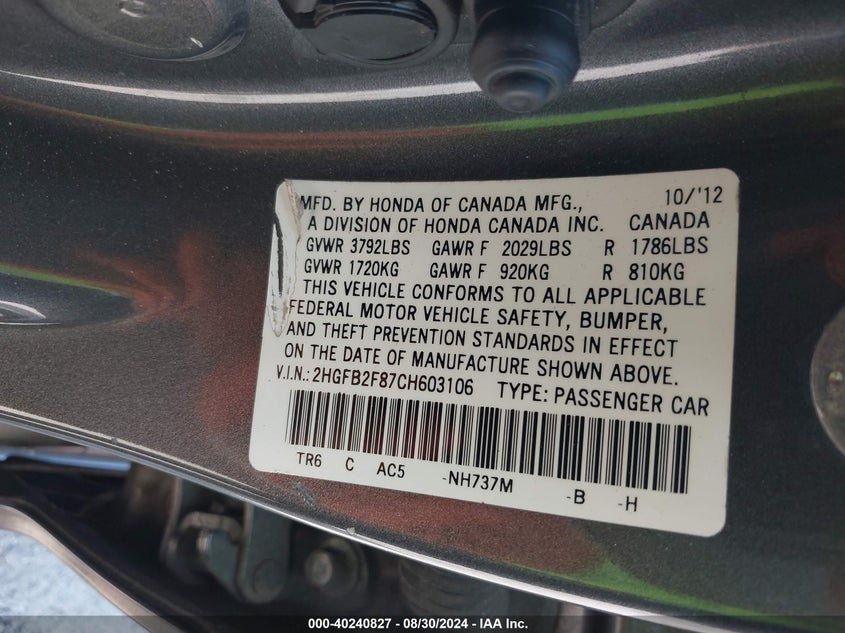 MFD. BY HONDA OF CANADA MFG., 10/'12
A DIVISION OF HONDA CANADA INC. CANADA
GVWR 3792LBS GAWR F 2029LBS R 1786LBS
GVWR 1720KG GAWR F 920KG R 810KG
THIS VEHICLE CONFORMS TO ALL APPLICABLE
FEDERAL MOTOR VEHICLE SAFETY, BUMPER,
AND THEFT PREVENTION STANDARDS IN EFFECT
ON THE DATE OF MANUFACTURE SHOWN ABOVE.
V.I.N.: 2HGFB2F87CH603106 TYPE: PASSENGER CAR
TR6 C AC5 -NH737M -B -H
000-40240827 - 08/30/2024 - IAA Inc.